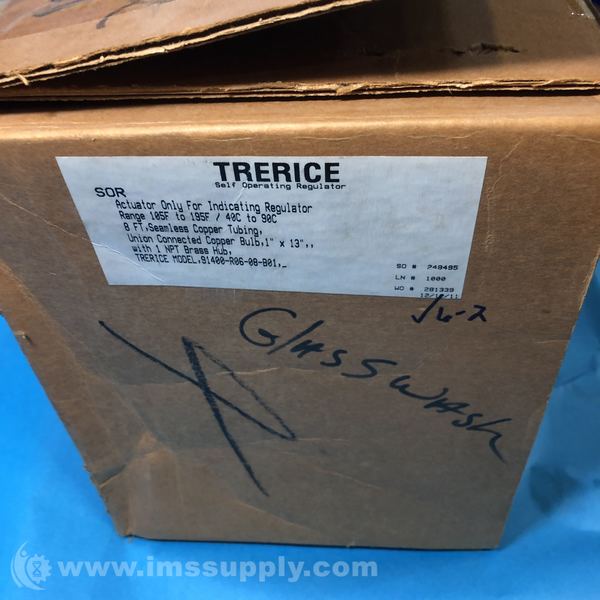 TRERICE
Self Operating Regulator
SOR
Actuator Only For Indicating Regulator
Range 105F to 195F / 40C to 90C
8 FT,Seamless Copper Tubing,
Union Connected Copper Bulb,1" x 13",,
with 1 NPT Brass Hub,
TRERICE MODEL,91400-R06-08-B01,_
SO # 749495
LN # 1000
WO # 281339
GLASSWASH
www.imssupply.com